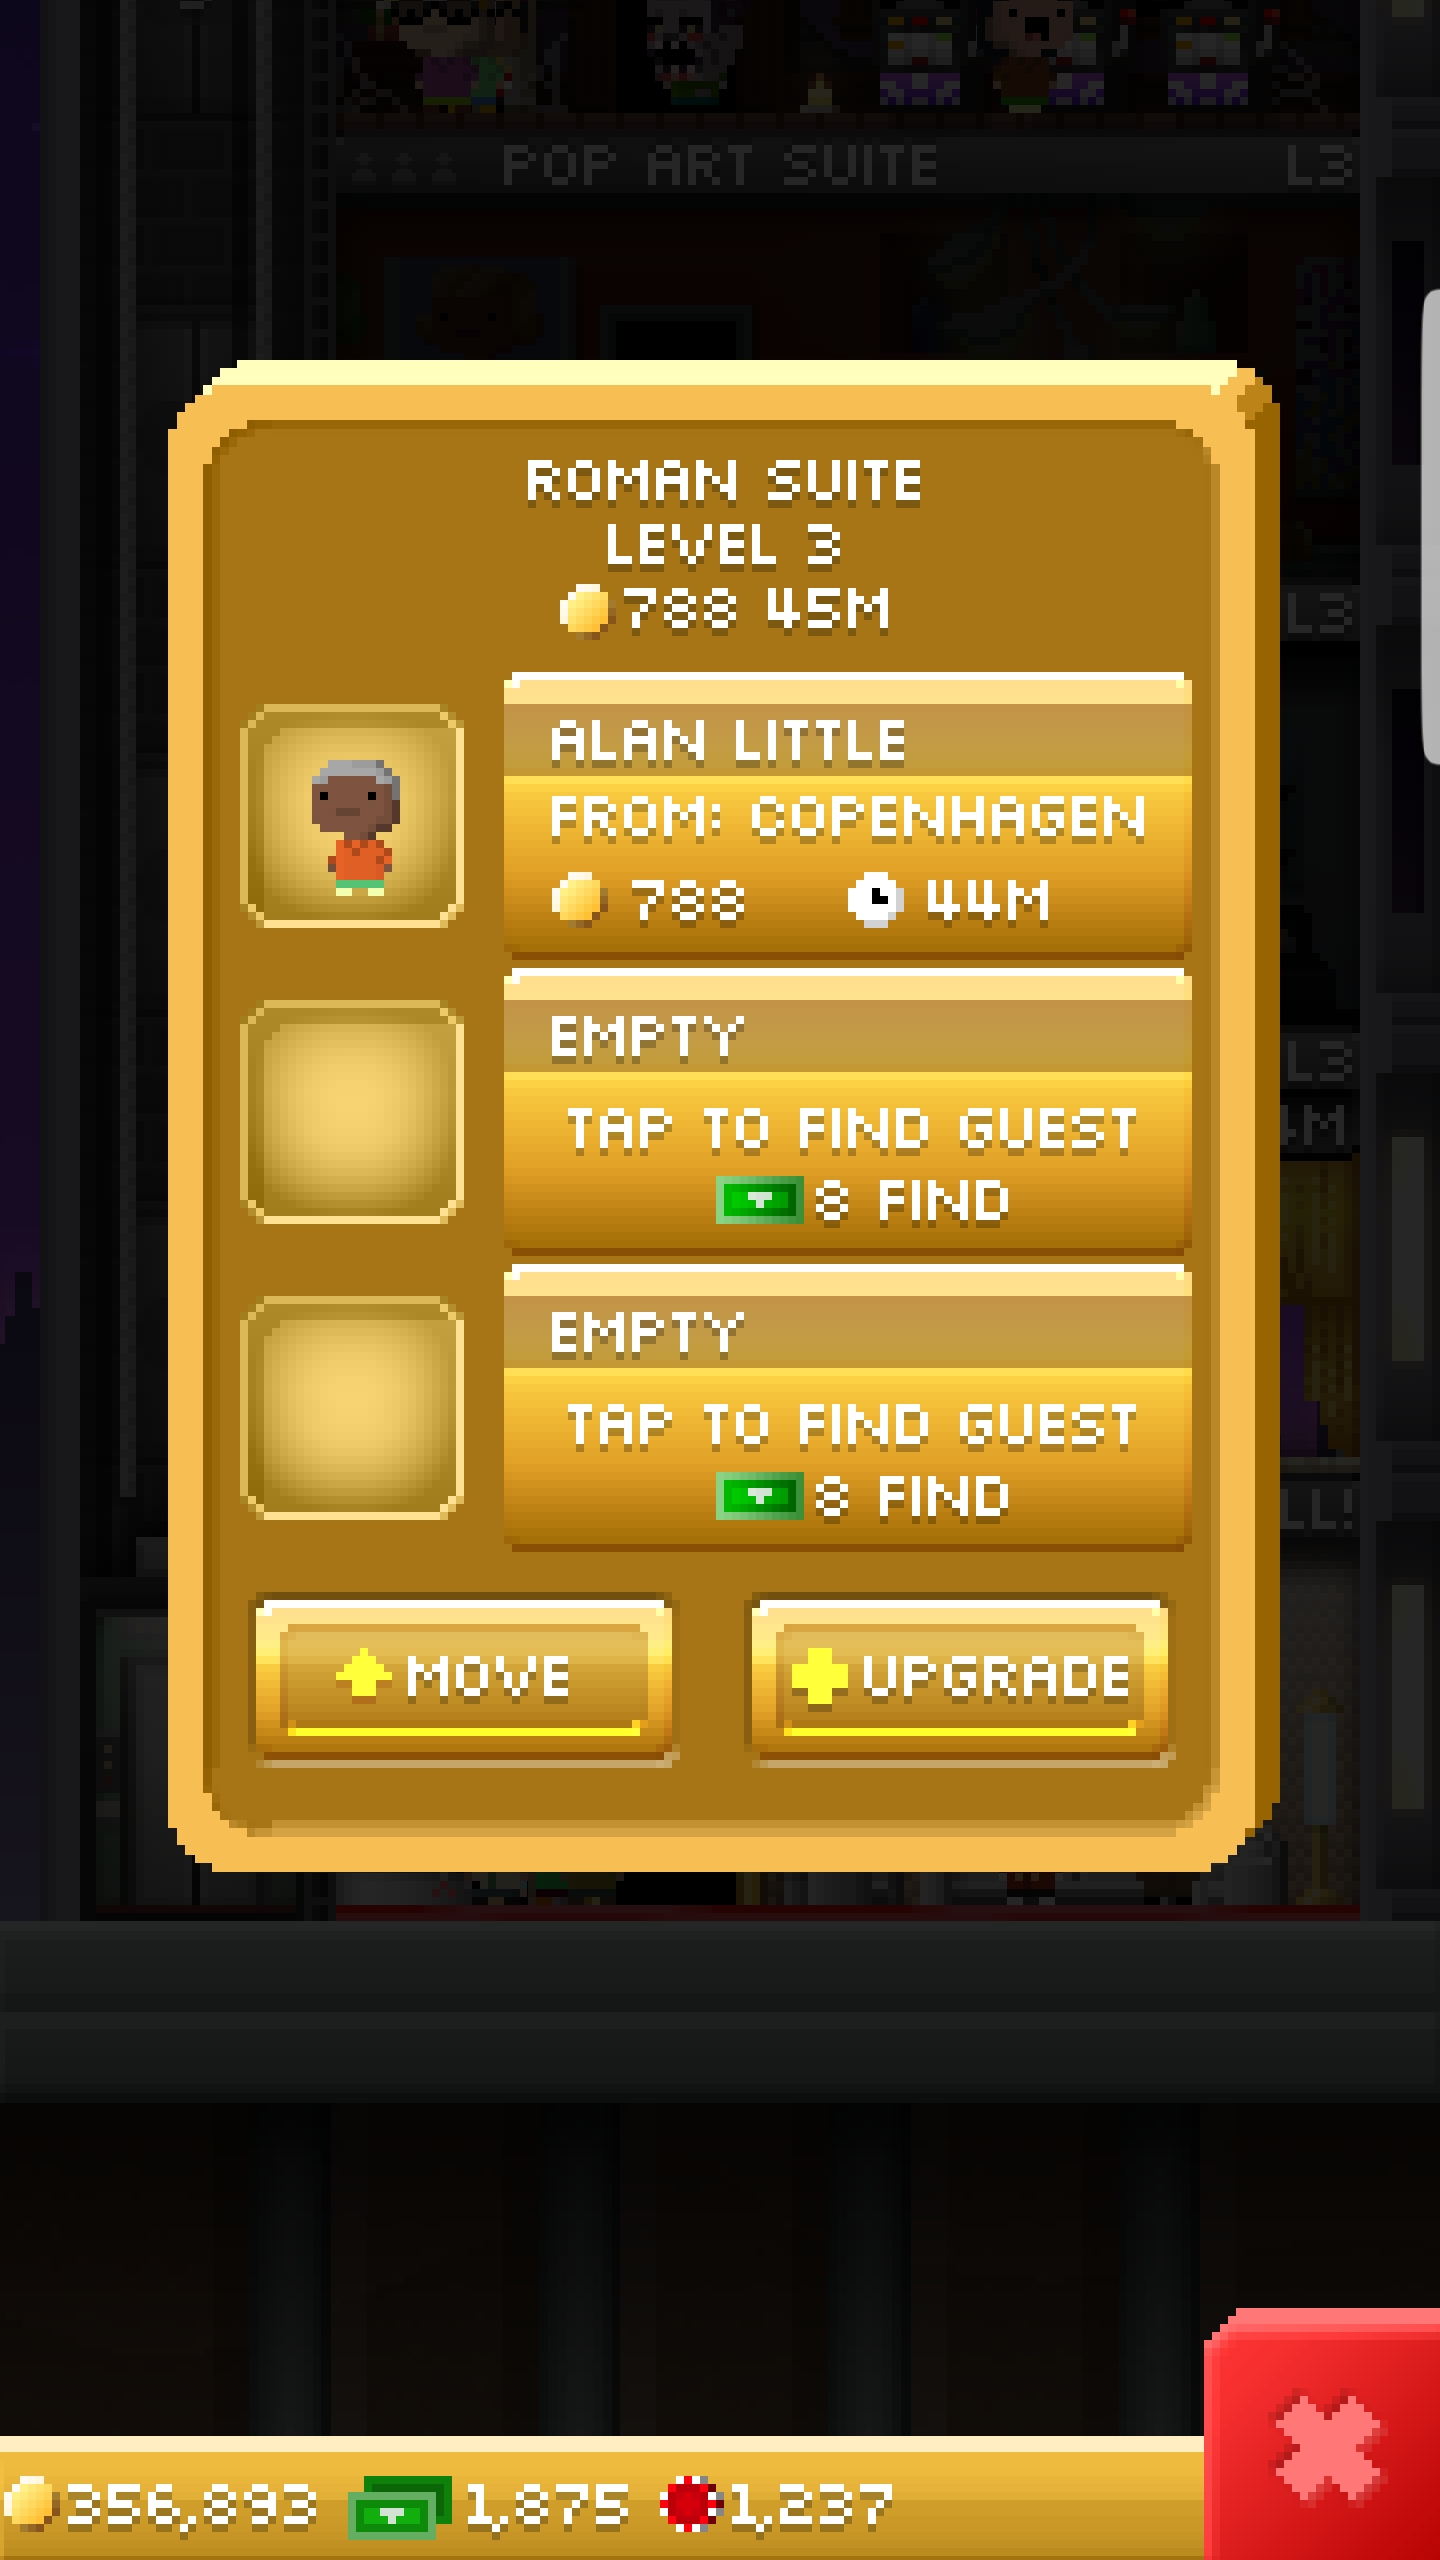 POP ART SUITE L3
ROMAN SUITE
LEVEL 3
788 45M
L3
ALAN LITTLE
FROM: COPENHAGEN
788 44M
EMPTY
L3
TAP TO FIND GUEST
8 FIND
EMPTY
TAP TO FIND GUEST
8 FIND
MOVE UPGRADE
356,893 1,875 1,237